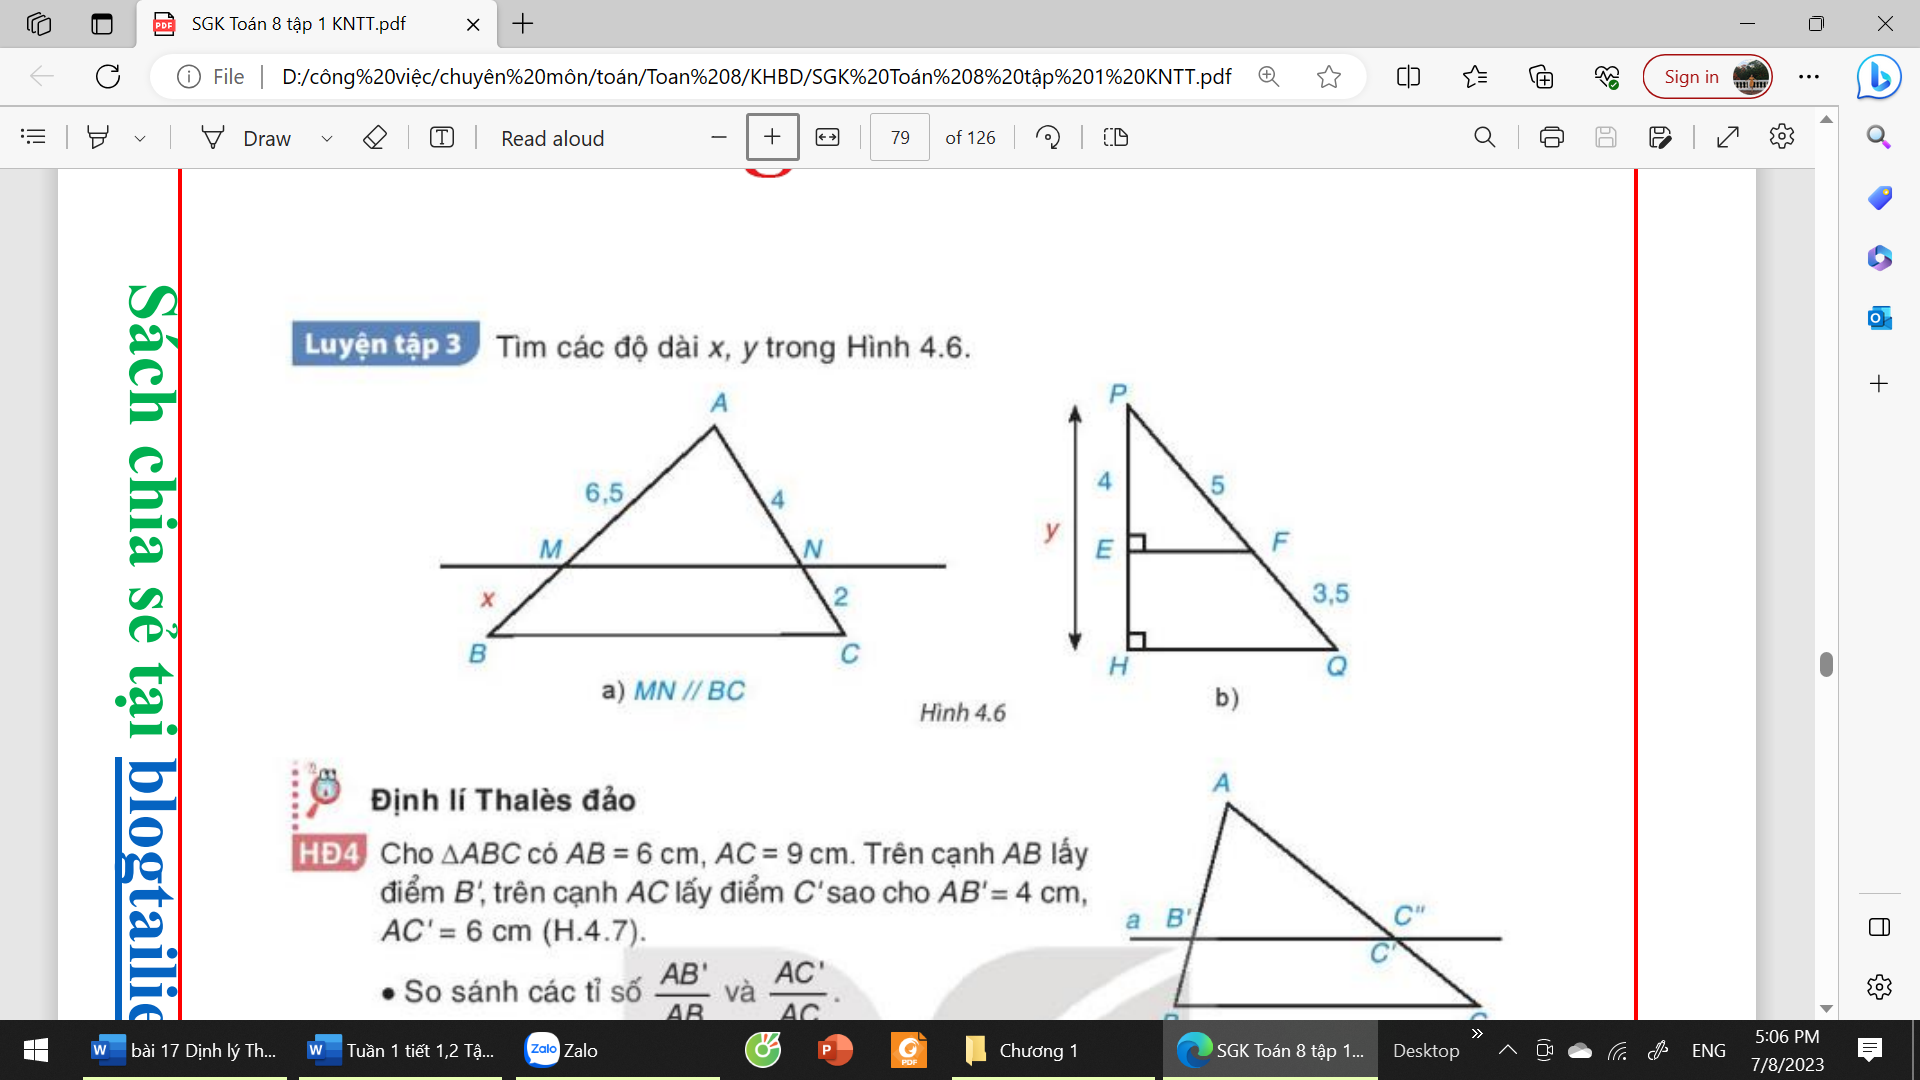 SGK Toán 8 tập 1 KNTT.pdf
File
D:/công%20việc/chuyên%20môn/toán/Toan%208/KHBD/SGK%20Toán%208%20tập%201%20KNTT.pdf
Sign in
Draw
Read aloud
79
of 126
Sách chia sẻ tại blogtailie
Luyện tập 3 Tìm các độ dài x, y trong Hình 4.6.
A
6,5
4
M
N
x
2
B
C
a) MN // BC
P
4
5
y
E
F
3,5
H
Q
b)
Hình 4.6
Định lí Thalès đảo
HĐ4 Cho ΔABC có AB = 6 cm, AC = 9 cm. Trên cạnh AB lấy
điểm B', trên cạnh AC lấy điểm C' sao cho AB' = 4 cm,
AC' = 6 cm (H.4.7).
• So sánh các tỉ số AB'/AB và AC'/AC.
A
a B' C"
C'
bài 17 Dịnh lý Th...
Tuần 1 tiết 1,2 Tậ...
Zalo
Chương 1
SGK Toán 8 tập 1...
Desktop
ENG
5:06 PM
7/8/2023